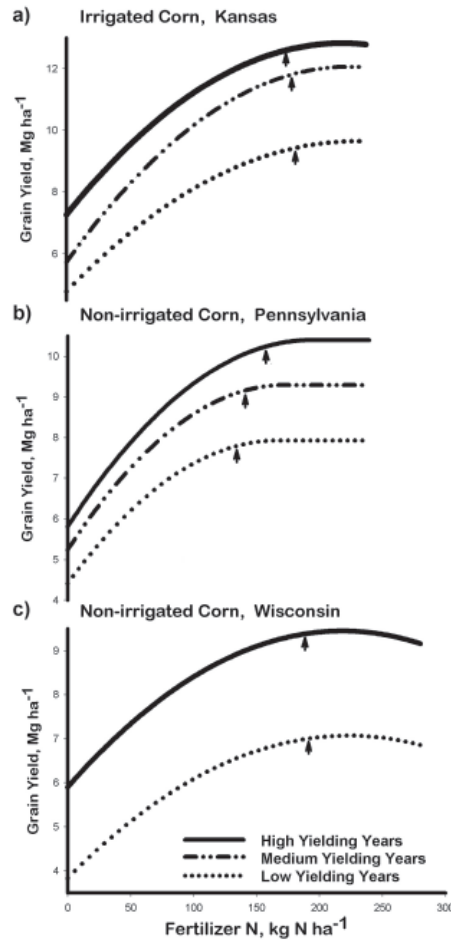 a) Irrigated Corn, Kansas
Grain Yield, Mg ha-1
12
10
8
6
b) Non-irrigated Corn, Pennsylvania
Grain Yield, Mg ha-1
10
9
8
7
6
5
4
c) Non-irrigated Corn, Wisconsin
Grain Yield, Mg ha-1
9
8
7
6
5
4
High Yielding Years
Medium Yielding Years
Low Yielding Years
0 50 100 150 200 250 300
Fertilizer N, kg N ha-1